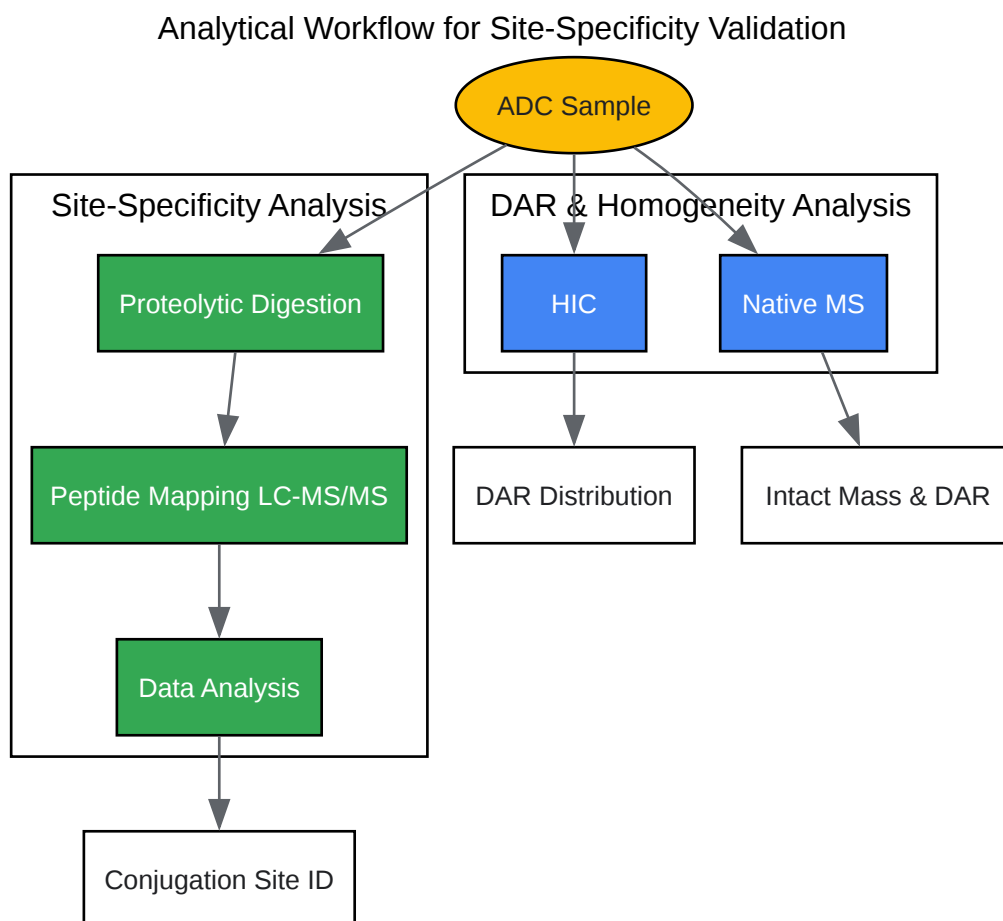 Analytical Workflow for Site-Specificity Validation
ADC Sample
Site-Specificity Analysis
DAR & Homogeneity Analysis
Proteolytic Digestion
HIC
Native MS
Peptide Mapping LC-MS/MS
DAR Distribution
Intact Mass & DAR
Data Analysis
Conjugation Site ID